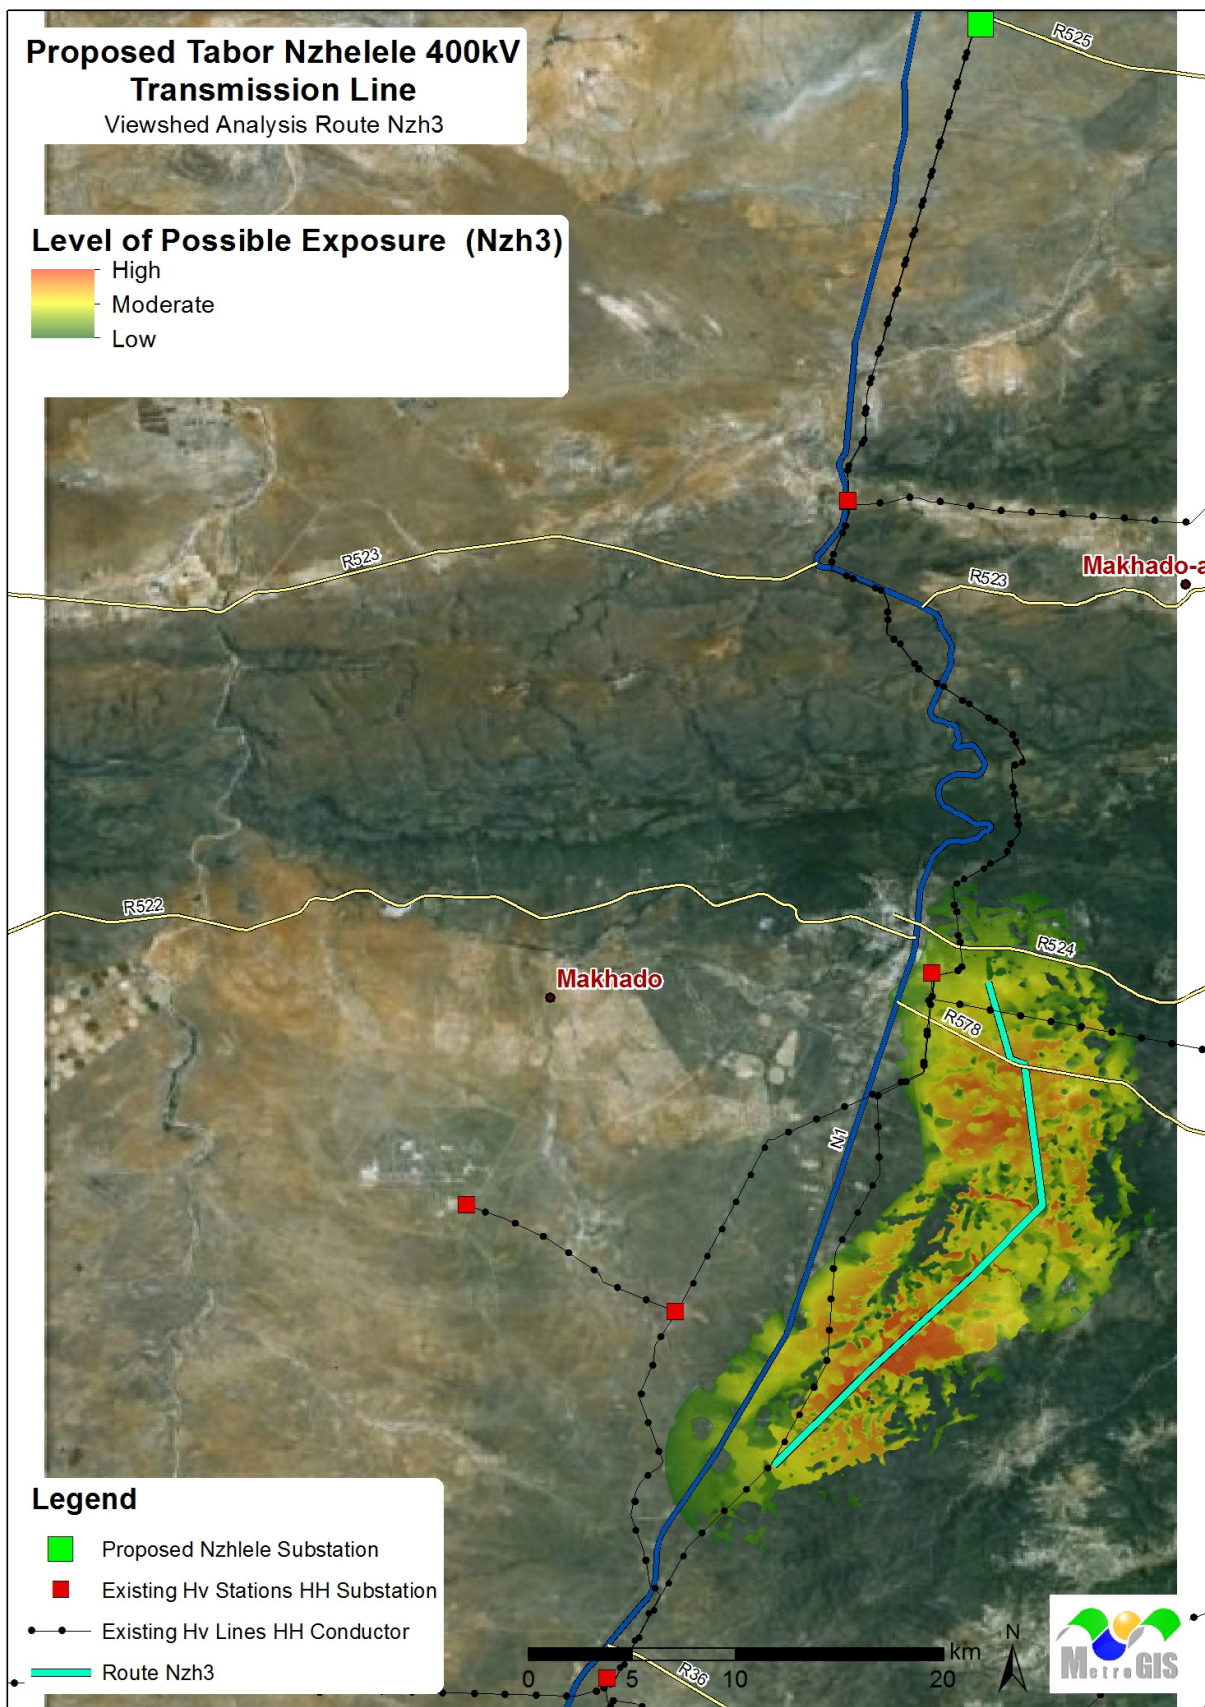 Proposed Tabor Nzhelele 400kV
Transmission Line
Viewshed Analysis Route Nzh3
R525
Level of Possible Exposure (Nzh3)
High
Moderate
Low
R523
R523
Makhado-a
R522
R524
Makhado
R578
N1
Legend
Proposed Nzhlele Substation
Existing Hv Stations HH Substation
Existing Hv Lines HH Conductor
Route Nzh3
km
0 5 10 20
N
R36
MetroGIS